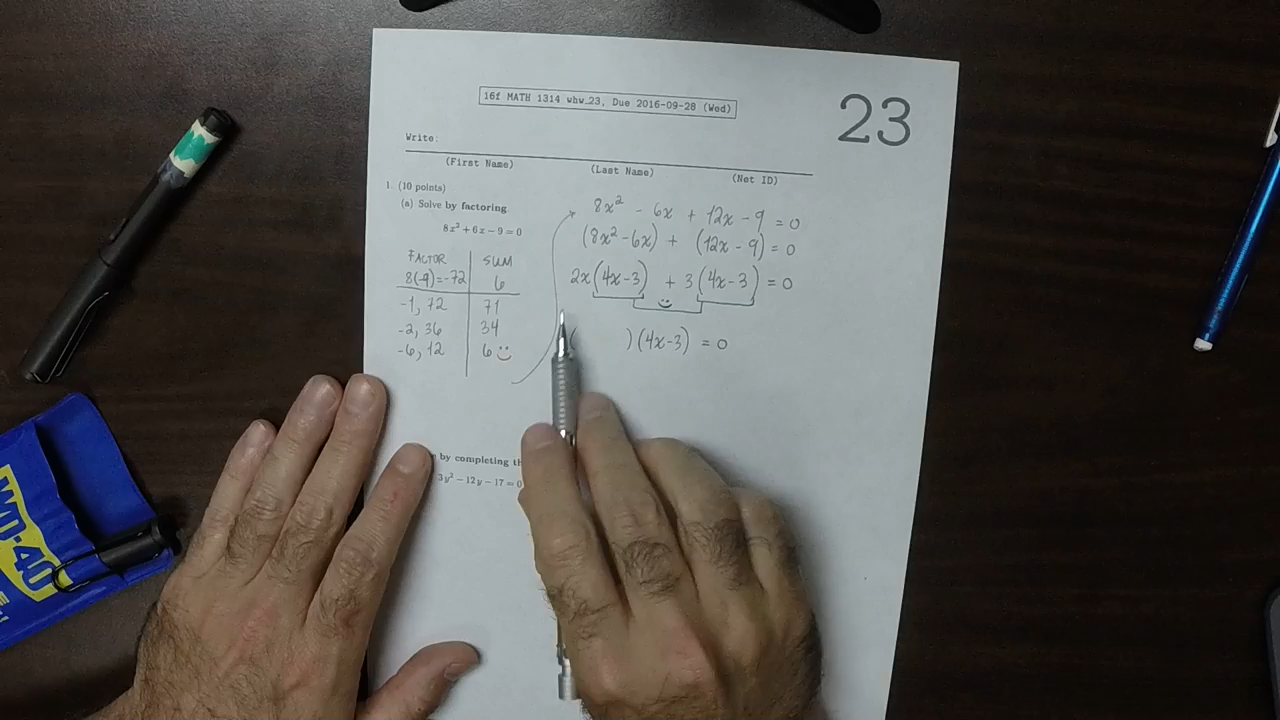 16f MATH 1314 whw_23, Due 2016-09-28 (Wed)
23
Write:
(First Name) (Last Name) (Net ID)
1. (10 points)
(a) Solve by factoring
8x² + 6x − 9 = 0
FACTOR SUM
8(-9)=-72 6
-1, 72 71
-2, 36 34
-6, 12 6
8x² - 6x + 12x - 9 = 0
(8x² - 6x) + (12x - 9) = 0
2x(4x-3) + 3(4x-3) = 0
( )(4x-3) = 0
by completing
3y² − 12y − 17 = 0
WD-40